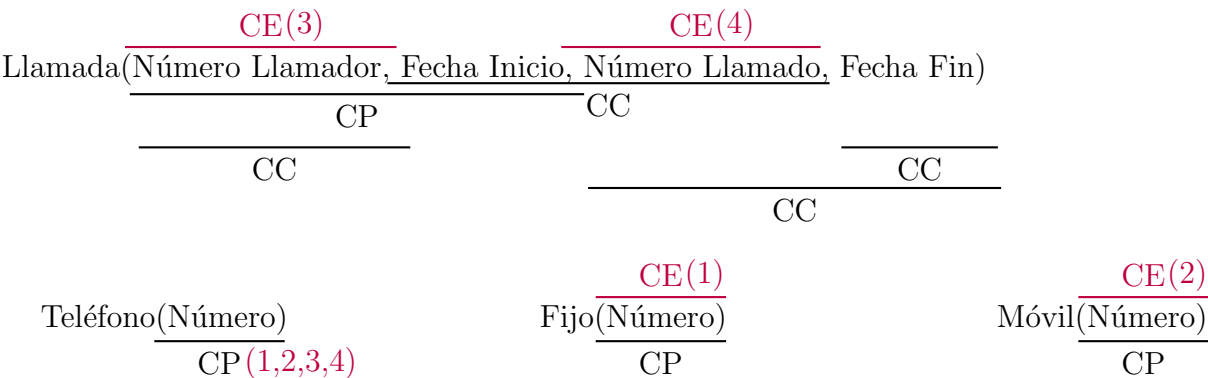 CE(3) CE(4)
Llamada(Número Llamador, Fecha Inicio, Número Llamado, Fecha Fin)
CC
CP
CC CC
CC
CE(1) CE(2)
Teléfono(Número) Fijo(Número) Móvil(Número)
CP(1,2,3,4) CP CP